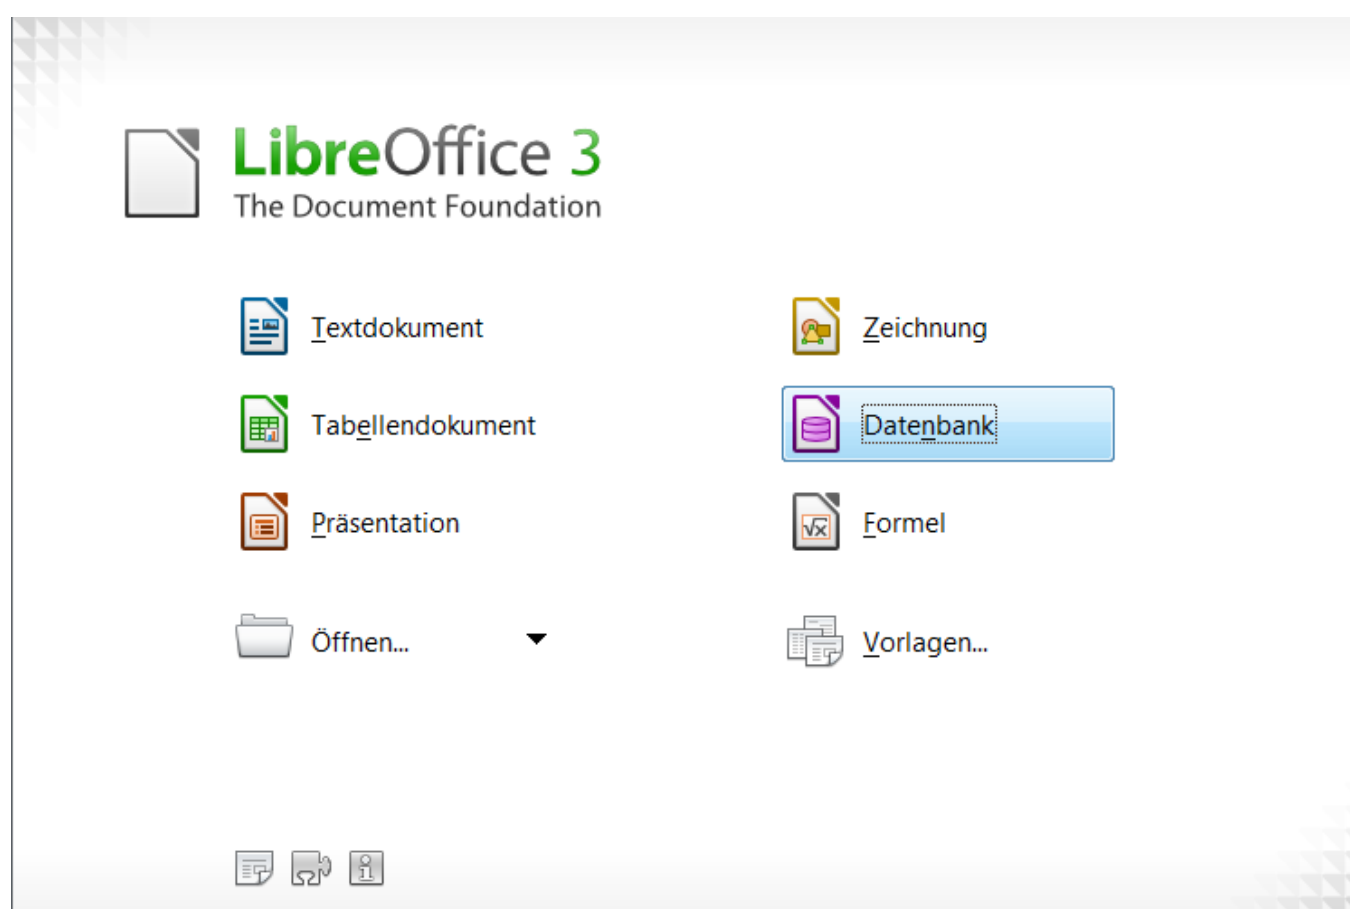 LibreOffice 3
The Document Foundation
Textdokument
Zeichnung
Tabellendokument
Datenbank
Präsentation
Formel
Öffnen...
Vorlagen...